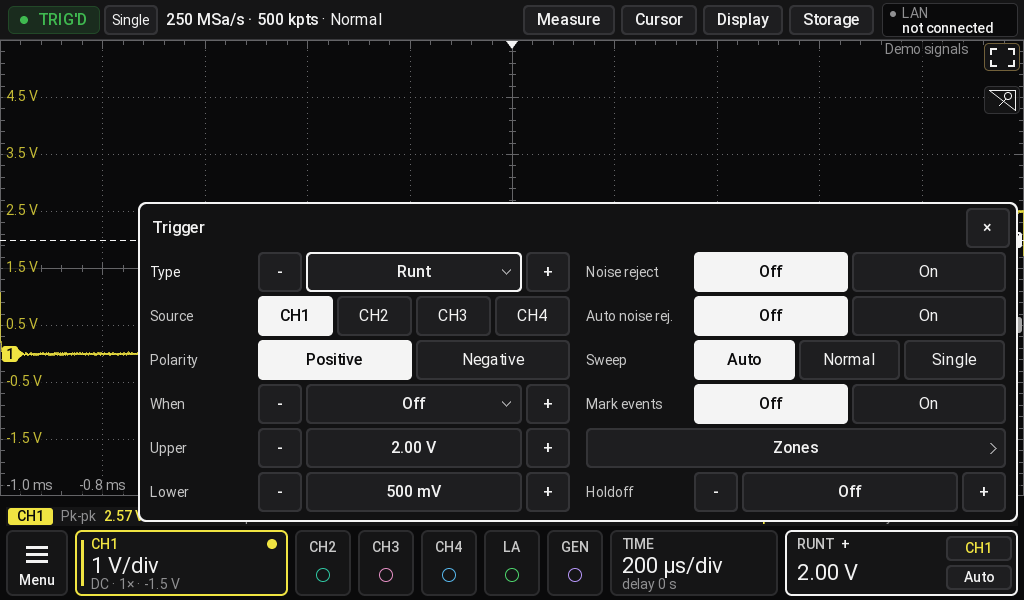 TRIG'D Single 250 MSa/s · 500 kpts · Normal Measure Cursor Display Storage LAN
not connected
Demo signals
4.5 V
3.5 V
2.5 V
1.5 V
0.5 V
1
-0.5 V
-1.5 V
-1.0 ms -0.8 ms
Trigger ×
Type - Runt + Noise reject Off On
Source CH1 CH2 CH3 CH4 Auto noise rej. Off On
Polarity Positive Negative Sweep Auto Normal Single
When - Off + Mark events Off On
Upper - 2.00 V + Zones
Lower - 500 mV + Holdoff - Off +
CH1 Pk-pk 2.57
Menu
CH1
1 V/div
DC · 1× · -1.5 V
CH2 CH3 CH4 LA GEN
TIME
200 µs/div
delay 0 s
RUNT +
2.00 V
CH1
Auto